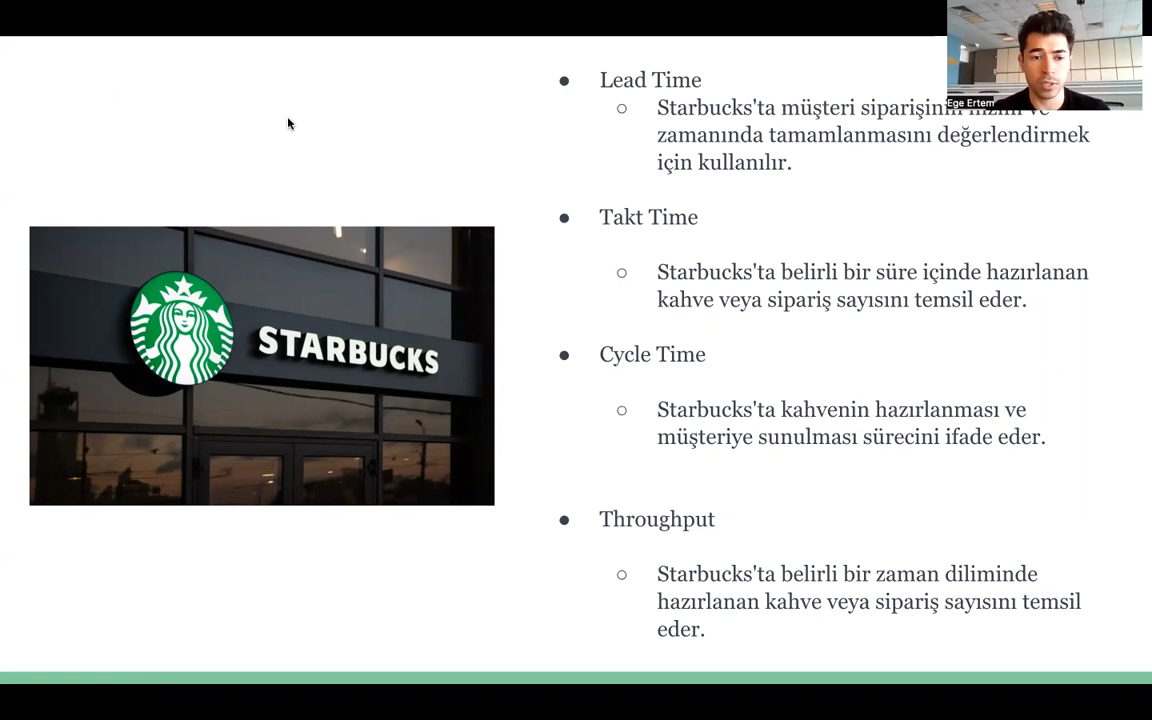 Lead Time
Starbucks'ta müşteri siparişinin hızını ve
zamanında tamamlanmasını değerlendirmek
için kullanılır.
Takt Time
Starbucks'ta belirli bir süre içinde hazırlanan
kahve veya sipariş sayısını temsil eder.
Cycle Time
Starbucks'ta kahvenin hazırlanması ve
müşteriye sunulması sürecini ifade eder.
Throughput
Starbucks'ta belirli bir zaman diliminde
hazırlanan kahve veya sipariş sayısını temsil
eder.
STARBUCKS
Ege Ertem